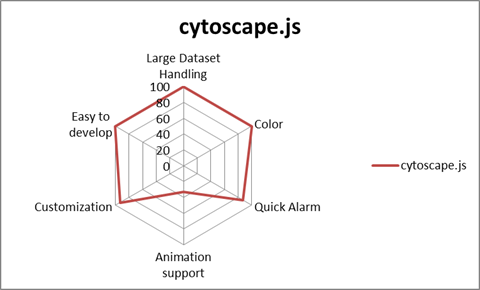 cytoscape.js
Large Dataset
Handling
100
80
60
40
20
0
Color
Quick Alarm
Animation
support
Customization
Easy to
develop
cytoscape.js